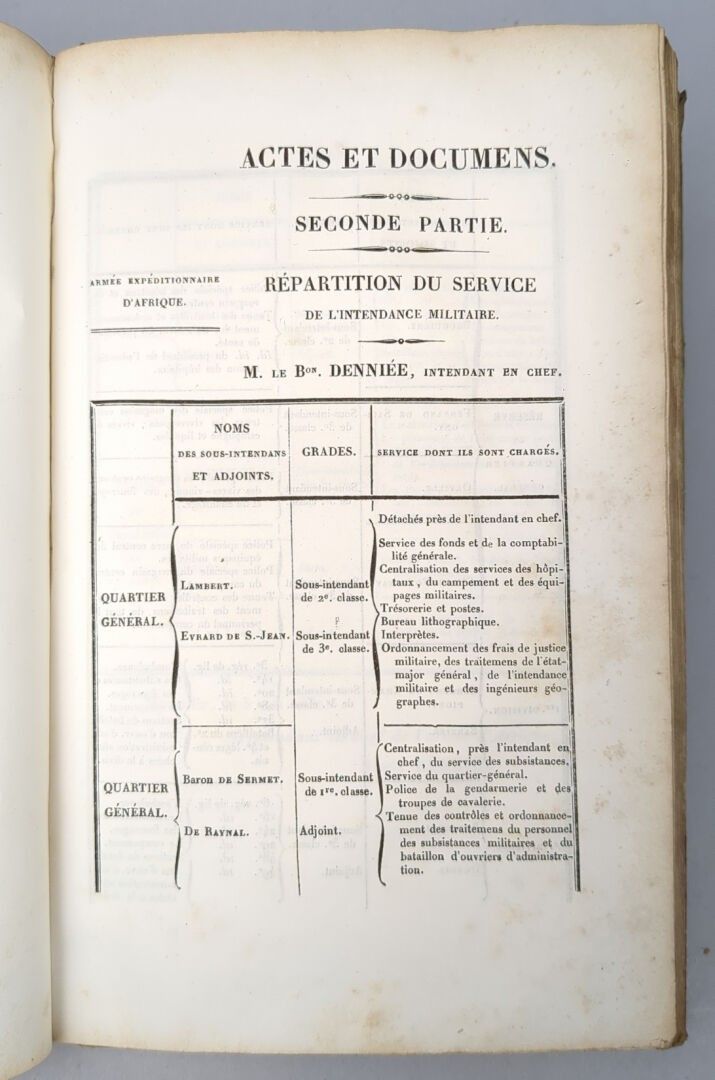 ACTES ET DOCUMENS.
SECONDE PARTIE.
ARMÉE EXPÉDITIONNAIRE
D'AFRIQUE.
RÉPARTITION DU SERVICE
DE L'INTENDANCE MILITAIRE.
M. LE Bon. DENNIÉE, INTENDANT EN CHEF.
NOMS
DES SOUS-INTENDANS
ET ADJOINTS.
GRADES.
SERVICE DONT ILS SONT CHARGÉS.
QUARTIER
GÉNÉRAL.
LAMBERT.
EVRARD DE S.-JEAN.
Sous-intendant
de 2e. classe.
Sous-intendant
de 3e. classe.
Détachés près de l'intendant en chef.
Service des fonds et de la comptabi-
lité générale.
Centralisation des services des hôpi-
taux, du campement et des équi-
pages militaires.
Trésorerie et postes.
Bureau lithographique.
Interprètes.
Ordonnancement des frais de justice
militaire, des traitemens de l'état-
major général, de l'intendance
militaire et des ingénieurs géo-
graphes.
QUARTIER
GÉNÉRAL.
Baron DE SERMET.
DE RAYNAL.
Sous-intendant
de 1re. classe.
Adjoint.
Centralisation, près l'intendant en
chef, du service des subsistances.
Service du quartier-général.
Police de la gendarmerie et des
troupes de cavalerie.
Tenue des contrôles et ordonnance-
ment des traitemens du personnel
des subsistances militaires et du
bataillon d'ouvriers d'administra-
tion.